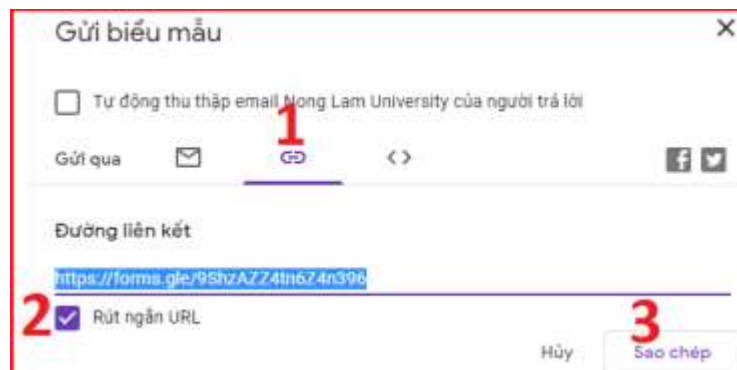 Gửi biểu mẫu
Tự động thu thập email Nong Lam University của người trả lời
1
Gửi qua
Đường liên kết
https://forms.gle/9ShzAZZ4tn6Z4n396
2 Rút ngắn URL
3
Hủy Sao chép